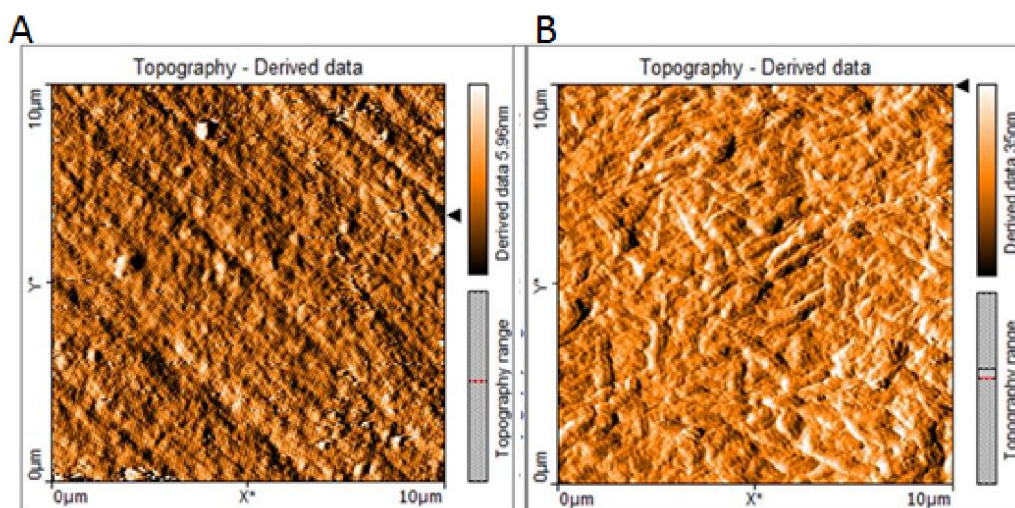 A
Topography - Derived data
10µm
Y*
0µm
0µm
X*
10µm
Derived data 5.96nm
Topography range
B
Topography - Derived data
10µm
Y*
0µm
0µm
X*
10µm
Derived data 35nm
Topography range